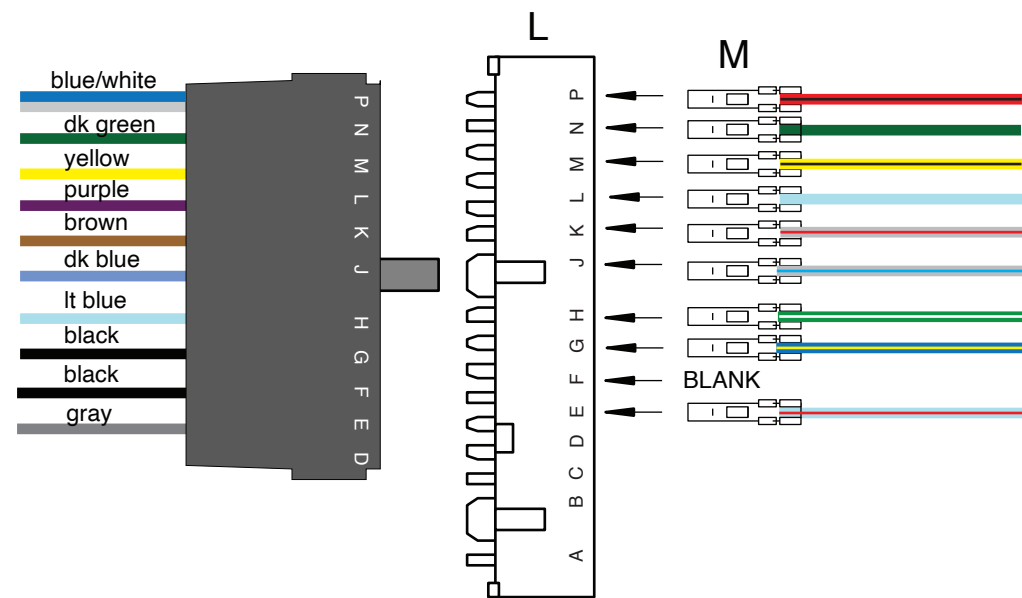 L
M
blue/white
dk green
yellow
purple
brown
dk blue
lt blue
black
black
gray
P
N
M
L
K
J
H
G
F
E
D
P
N
M
L
K
J
H
G
F
E
D
C
B
A
BLANK